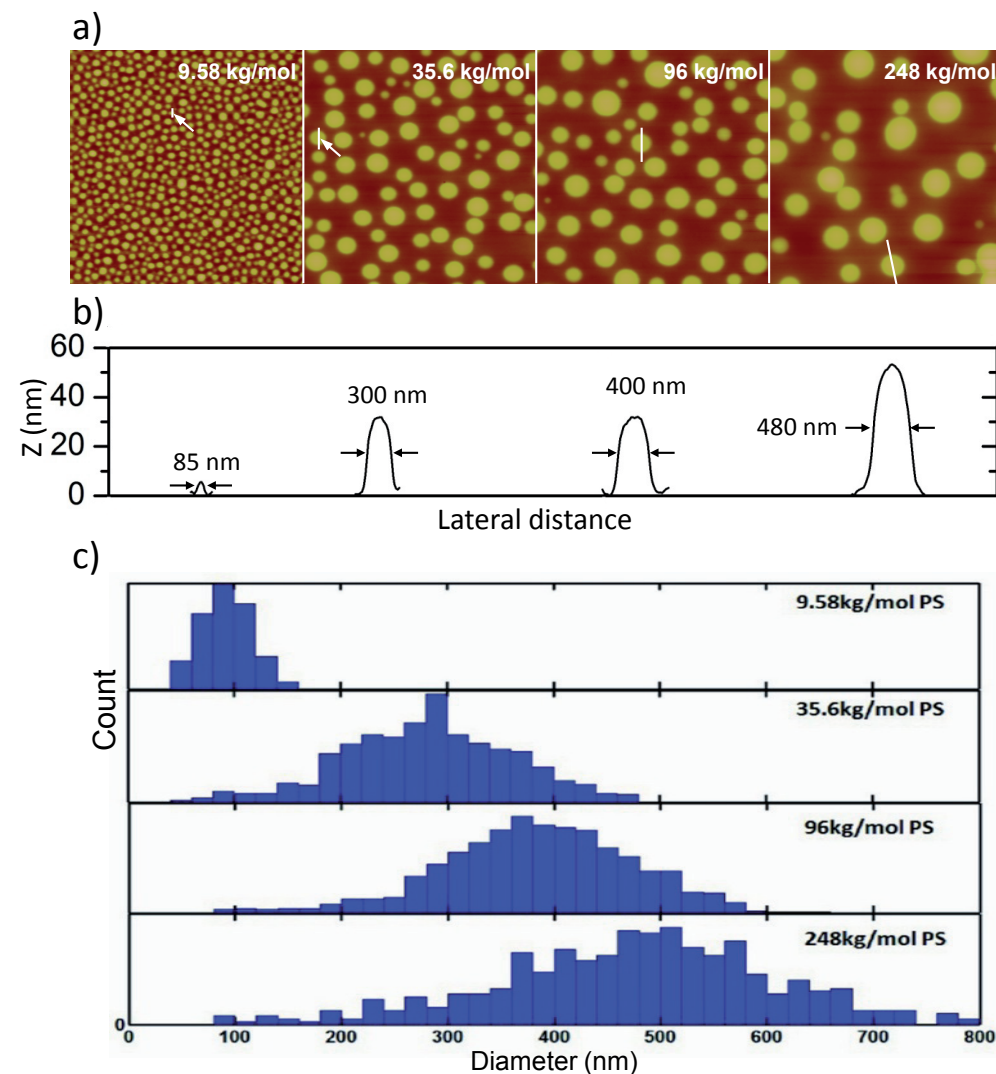 a)
9.58 kg/mol 35.6 kg/mol 96 kg/mol 248 kg/mol
b)
60
40
20
0
Z (nm)
85 nm
300 nm
400 nm
480 nm
Lateral distance
c)
9.58kg/mol PS
35.6kg/mol PS
96kg/mol PS
248kg/mol PS
Count
0
0 100 200 300 400 500 600 700 800
Diameter (nm)